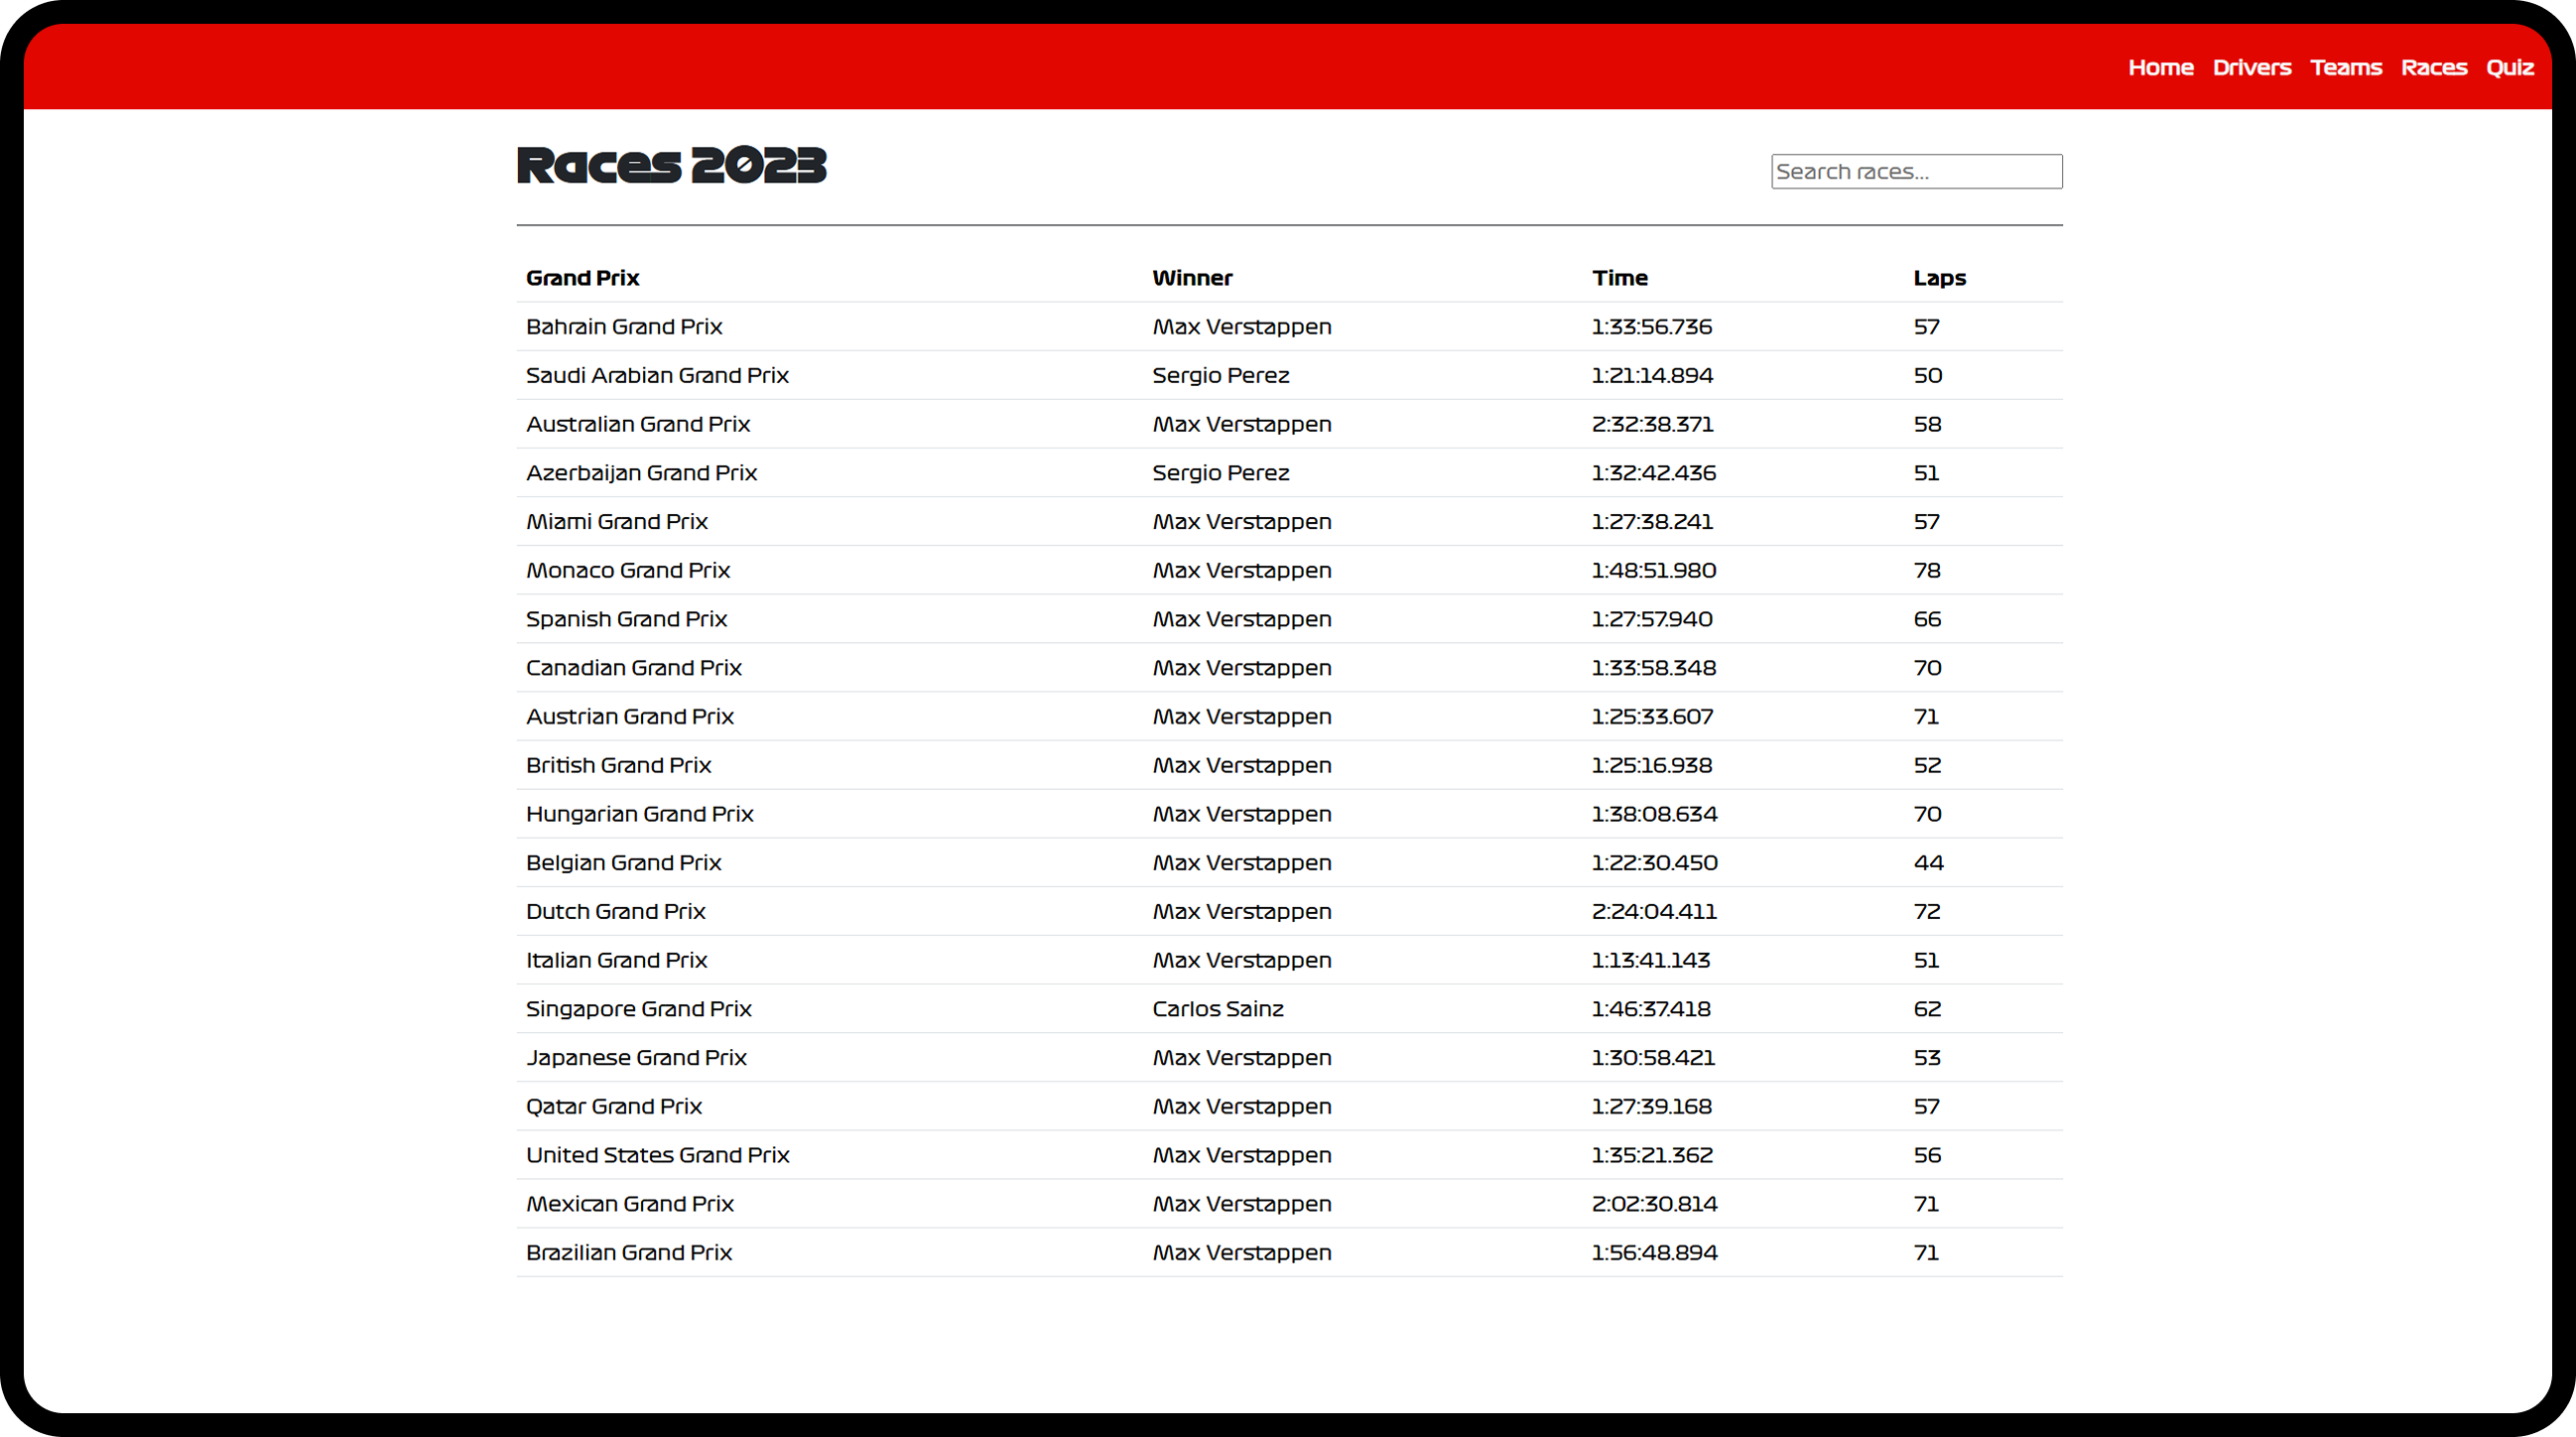 Home Drivers Teams Races Quiz
Races 2023
Search races...
Grand Prix Winner Time Laps
Bahrain Grand Prix Max Verstappen 1:33:56.736 57
Saudi Arabian Grand Prix Sergio Perez 1:21:14.894 50
Australian Grand Prix Max Verstappen 2:32:38.371 58
Azerbaijan Grand Prix Sergio Perez 1:32:42.436 51
Miami Grand Prix Max Verstappen 1:27:38.241 57
Monaco Grand Prix Max Verstappen 1:48:51.980 78
Spanish Grand Prix Max Verstappen 1:27:57.940 66
Canadian Grand Prix Max Verstappen 1:33:58.348 70
Austrian Grand Prix Max Verstappen 1:25:33.607 71
British Grand Prix Max Verstappen 1:25:16.938 52
Hungarian Grand Prix Max Verstappen 1:38:08.634 70
Belgian Grand Prix Max Verstappen 1:22:30.450 44
Dutch Grand Prix Max Verstappen 2:24:04.411 72
Italian Grand Prix Max Verstappen 1:13:41.143 51
Singapore Grand Prix Carlos Sainz 1:46:37.418 62
Japanese Grand Prix Max Verstappen 1:30:58.421 53
Qatar Grand Prix Max Verstappen 1:27:39.168 57
United States Grand Prix Max Verstappen 1:35:21.362 56
Mexican Grand Prix Max Verstappen 2:02:30.814 71
Brazilian Grand Prix Max Verstappen 1:56:48.894 71